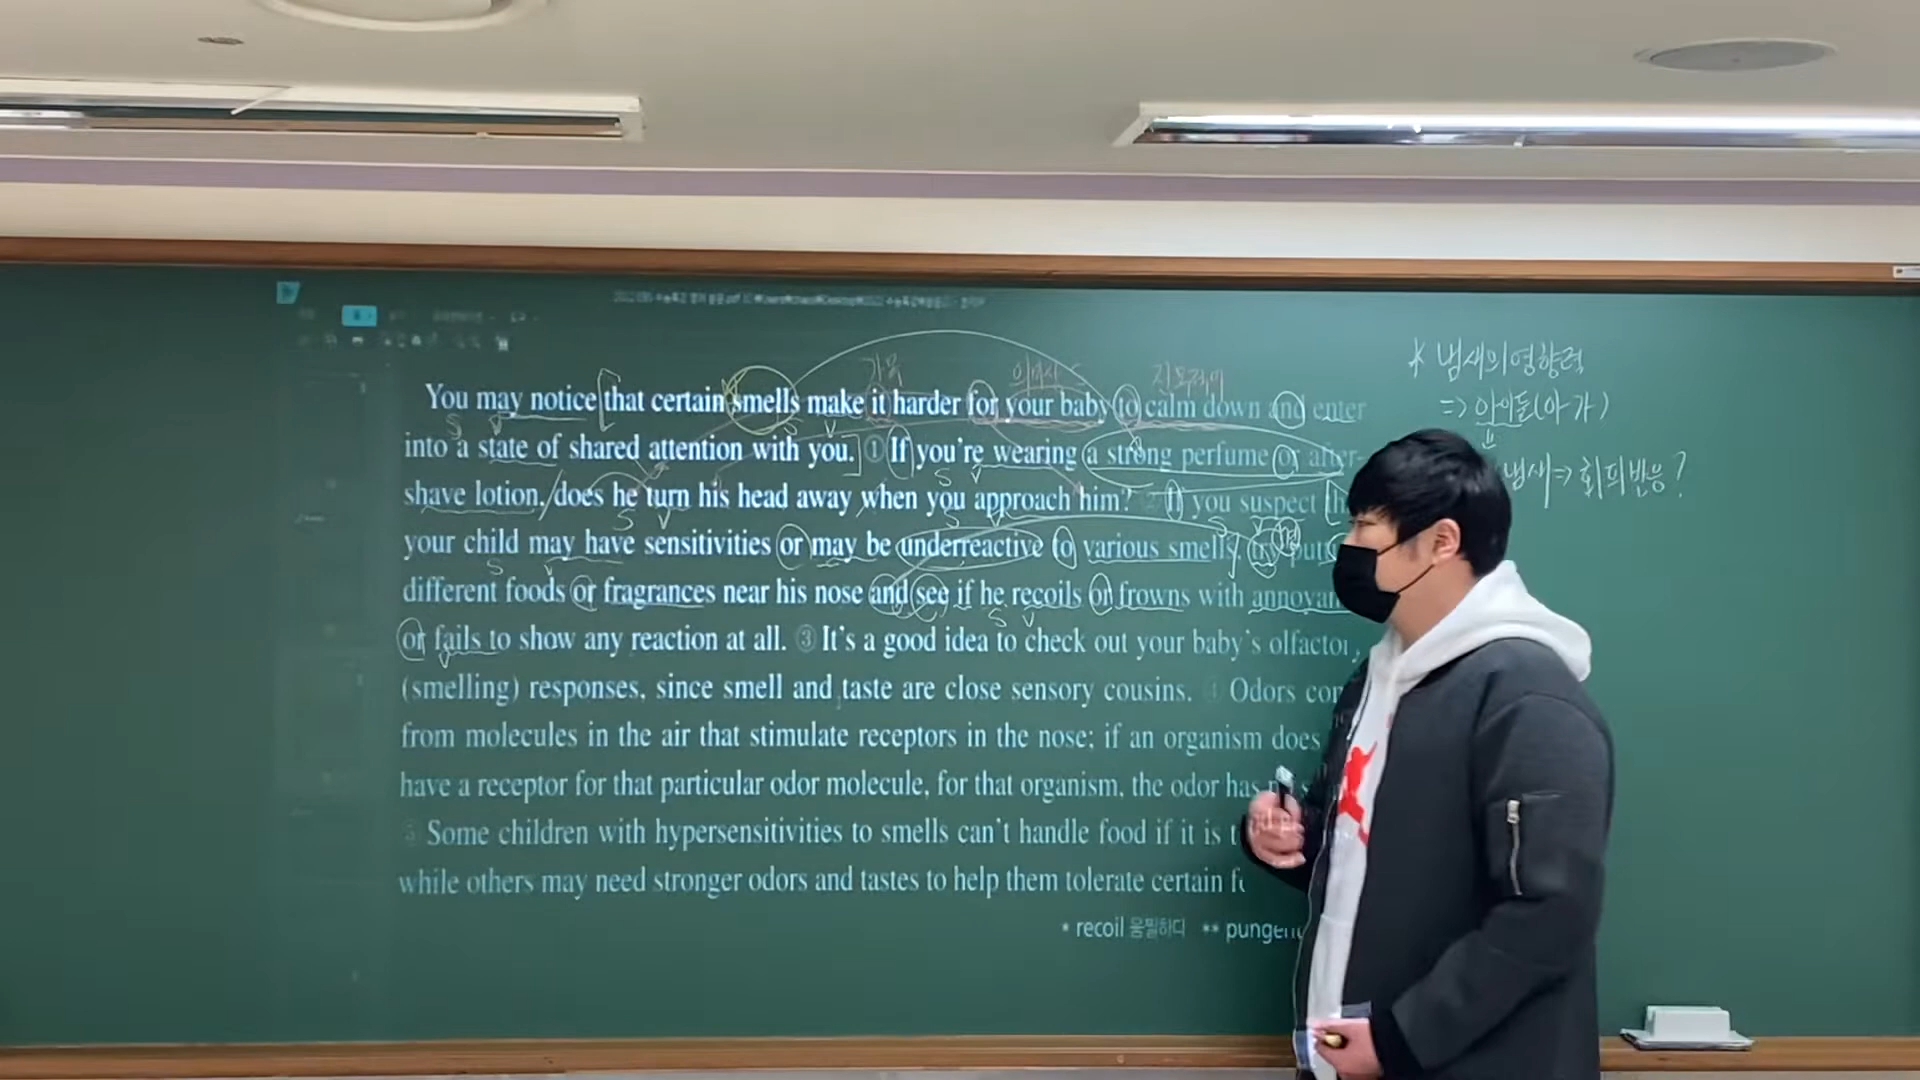 You may notice that certain smells make it harder for your baby to calm down and enter
into a state of shared attention with you. ① If you're wearing a strong perfume or after-
shave lotion, does he turn his head away when you approach him? ② If you suspect
your child may have sensitivities or may be underreactive to various smells, try
different foods or fragrances near his nose and see if he recoils or frowns with
or fails to show any reaction at all. ③ It's a good idea to check out your baby's
(smelling) responses, since smell and taste are close sensory cousins. ④ Odors
from molecules in the air that stimulate receptors in the nose; if an organism does
have a receptor for that particular odor molecule, for that organism, the odor has
⑤ Some children with hypersensitivities to smells can't handle food if it is
while others may need stronger odors and tastes to help them tolerate certain
* recoil 움찔하다 **
가목
진목적어
* 냄새의 영향력
=> 아이들(아가)
냄새 => 회피반응?